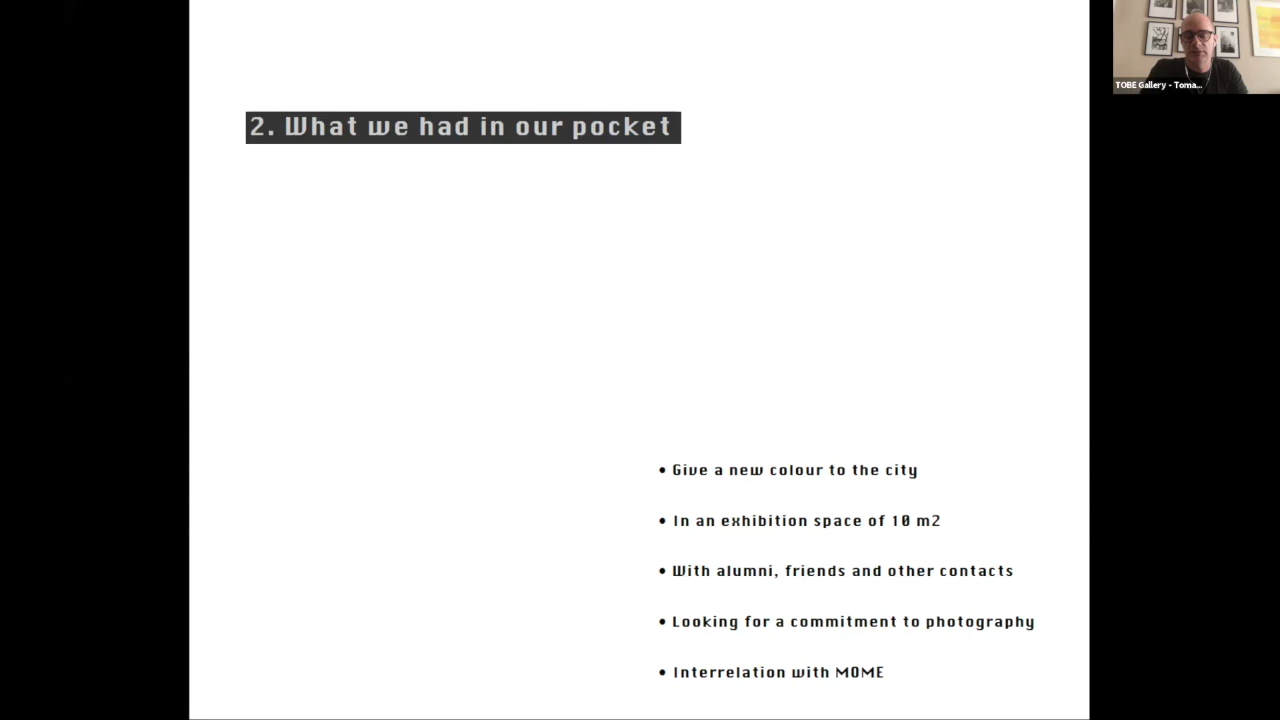 TOBE Gallery - Toma...
2. What we had in our pocket
• Give a new colour to the city
• In an exhibition space of 10 m2
• With alumni, friends and other contacts
• Looking for a commitment to photography
• Interrelation with MOME